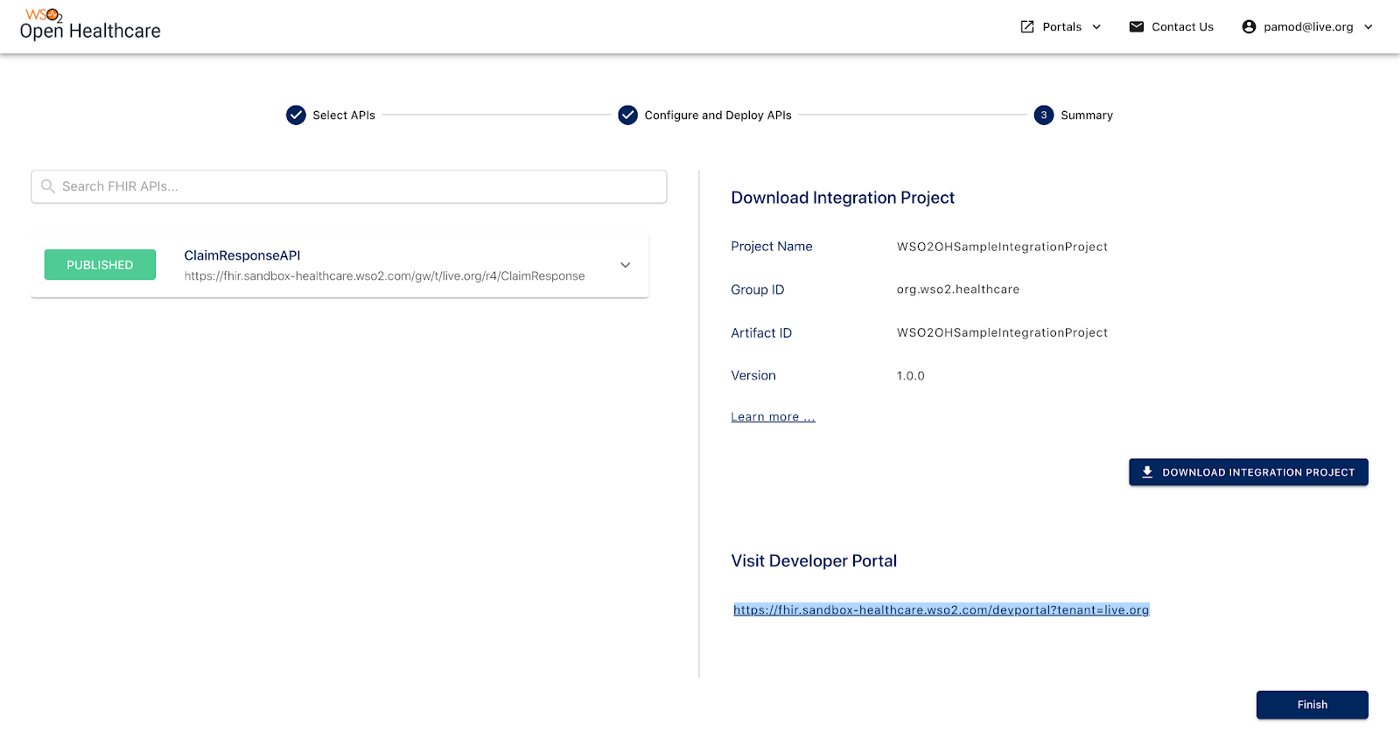 WSO2
Open Healthcare
Portals
Contact Us
pamod@live.org
Select APIs
Configure and Deploy APIs
3
Summary
Search FHIR APIs...
PUBLISHED
ClaimResponseAPI
https://fhir.sandbox-healthcare.wso2.com/gw/t/live.org/r4/ClaimResponse
Download Integration Project
Project Name WSO2OHSampleIntegrationProject
Group ID org.wso2.healthcare
Artifact ID WSO2OHSampleIntegrationProject
Version 1.0.0
Learn more ...
DOWNLOAD INTEGRATION PROJECT
Visit Developer Portal
https://fhir.sandbox-healthcare.wso2.com/devportal?tenant=live.org
Finish